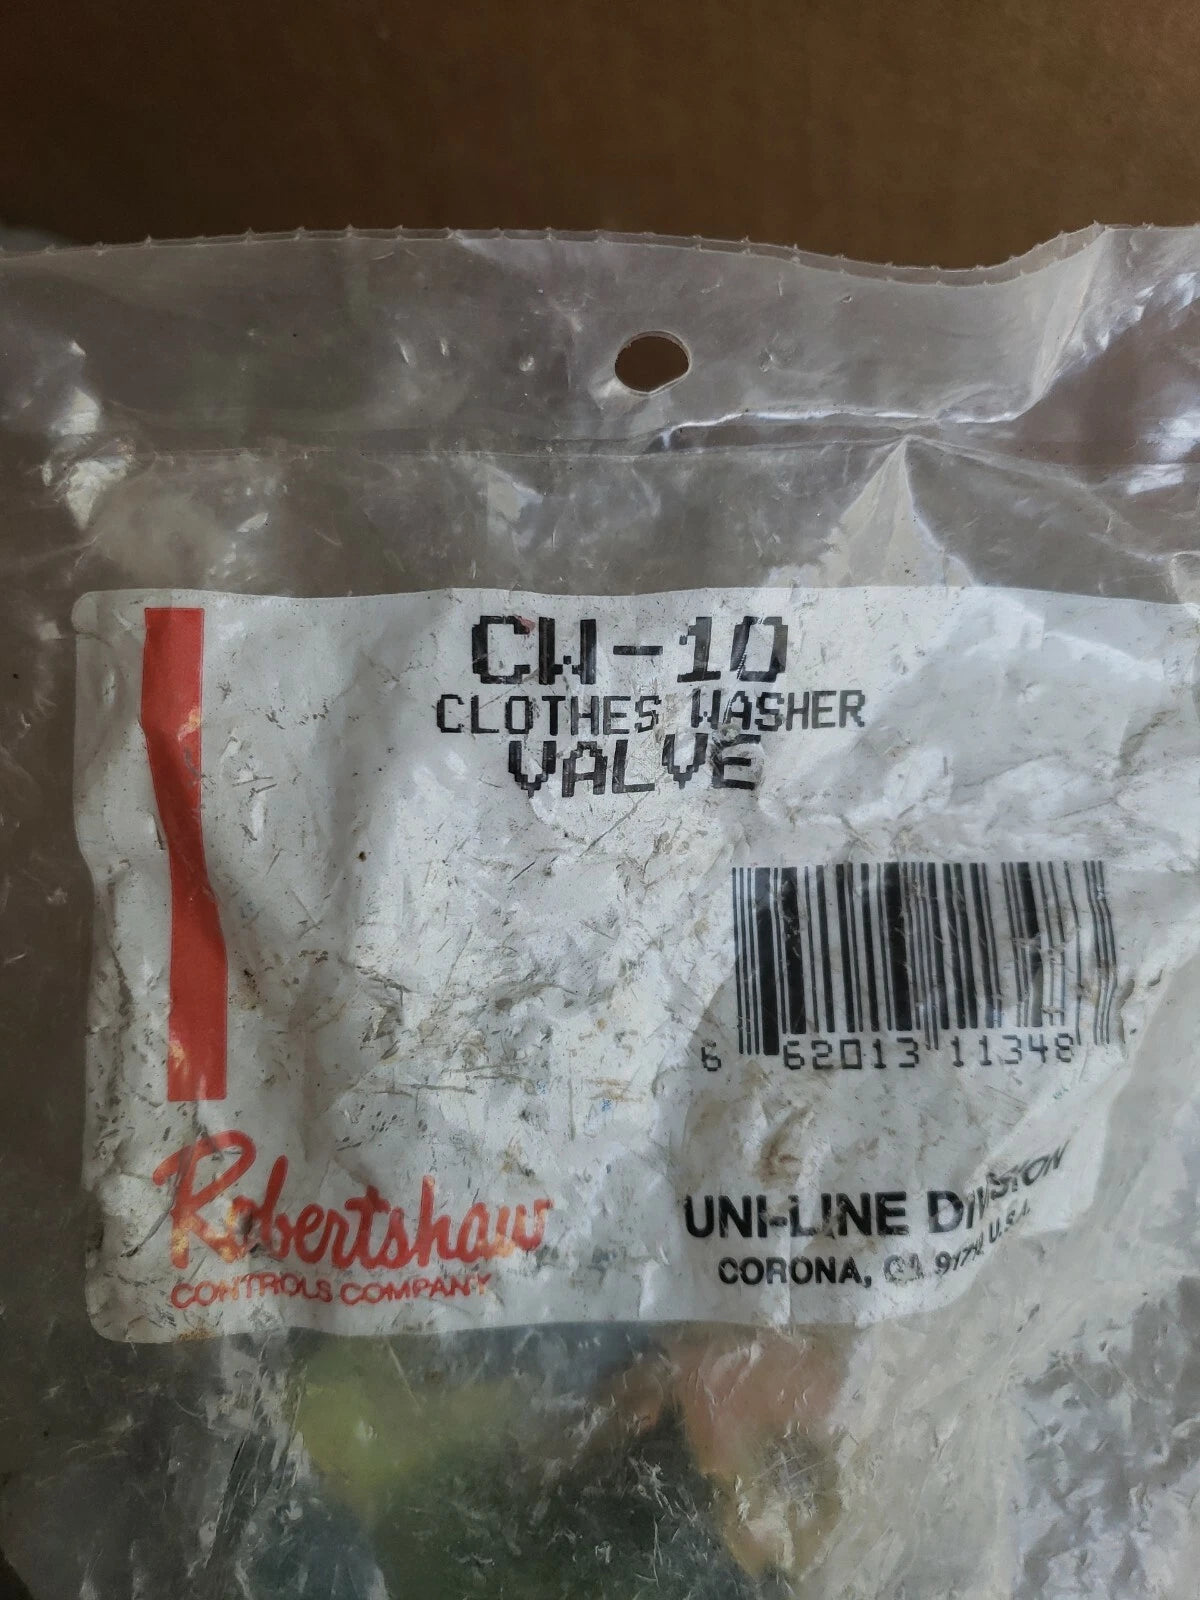 CW-10
CLOTHES WASHER
VALVE
6 62013 11348
Robertshaw
CONTROLS COMPANY
UNI-LINE DIVISION
CORONA, CA U.S.A.